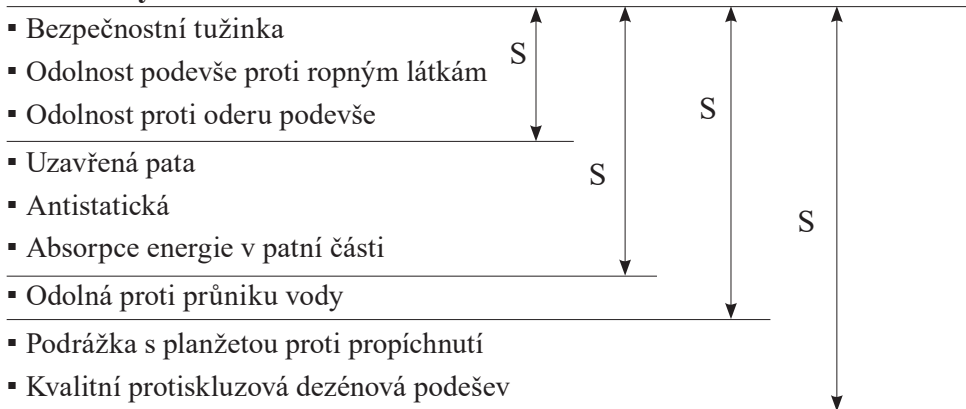 ▪ Bezpečnostní tužinka
▪ Odolnost podevše proti ropným látkám
▪ Odolnost proti oderu podevše
▪ Uzavřená pata
▪ Antistatická
▪ Absorpce energie v patní části
▪ Odolná proti průniku vody
▪ Podrážka s planžetou proti propíchnutí
▪ Kvalitní protiskluzová dezénová podešev
S
S
S
S